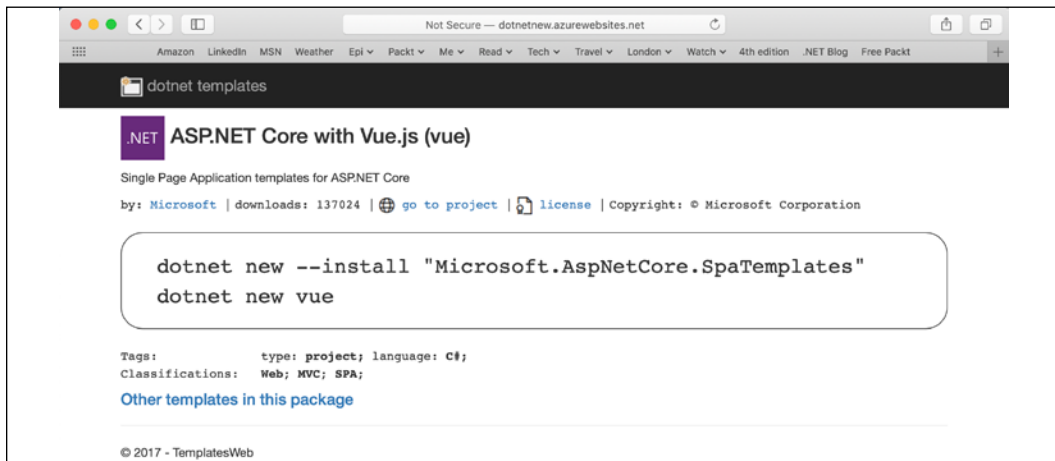 Not Secure — dotnetnew.azurewebsites.net
Amazon LinkedIn MSN Weather Epi Packt Me Read Tech Travel London Watch 4th edition .NET Blog Free Packt
dotnet templates
.NET ASP.NET Core with Vue.js (vue)
Single Page Application templates for ASP.NET Core
by: Microsoft | downloads: 137024 | go to project | license | Copyright: © Microsoft Corporation
dotnet new --install "Microsoft.AspNetCore.SpaTemplates"
dotnet new vue
Tags: type: project; language: C#;
Classifications: Web; MVC; SPA;
Other templates in this package
© 2017 - TemplatesWeb